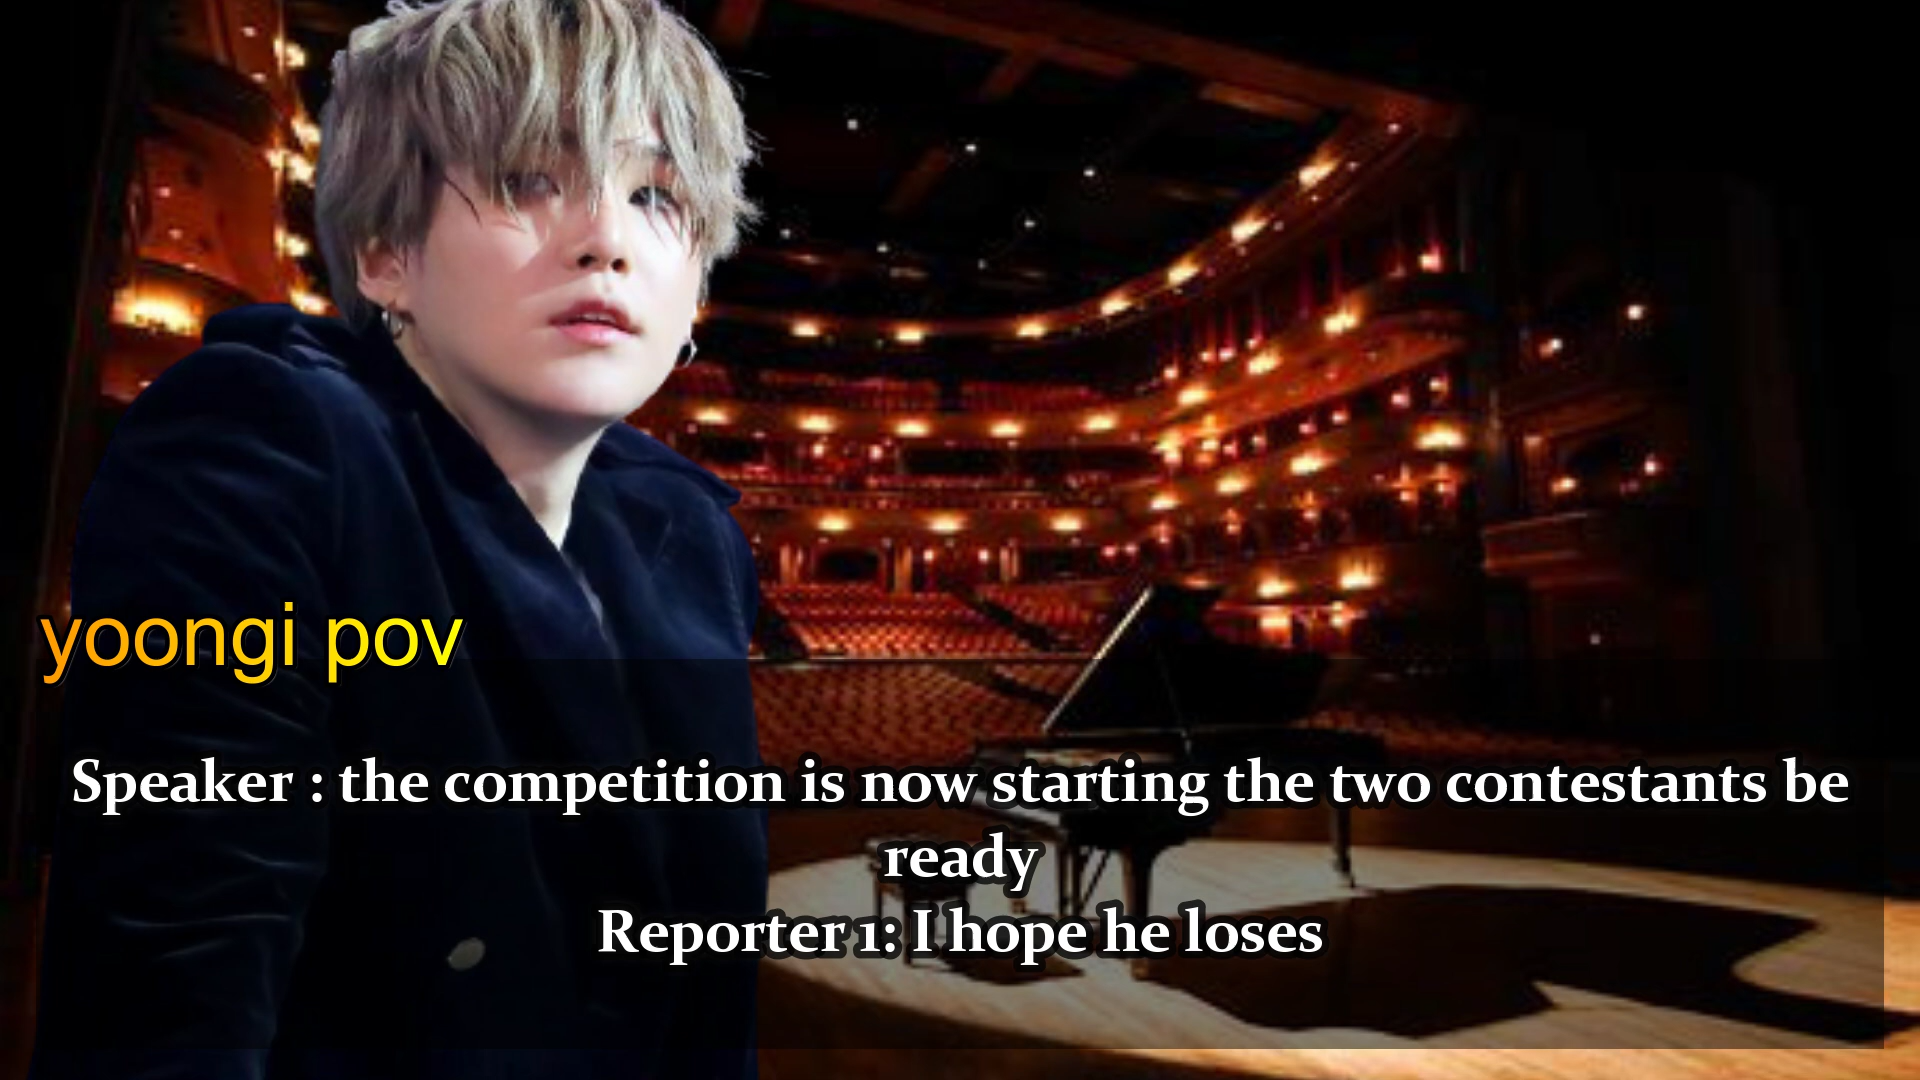 yoongi pov
Speaker : the competition is now starting the two contestants be
ready
Reporter 1: I hope he loses